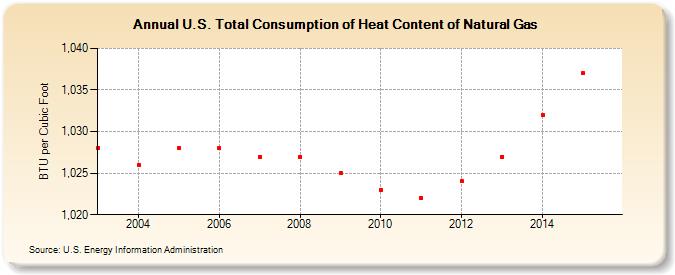 Annual U.S. Total Consumption of Heat Content of Natural Gas
BTU per Cubic Foot
1,040
1,035
1,030
1,025
1,020
2004 2006 2008 2010 2012 2014
Source: U.S. Energy Information Administration